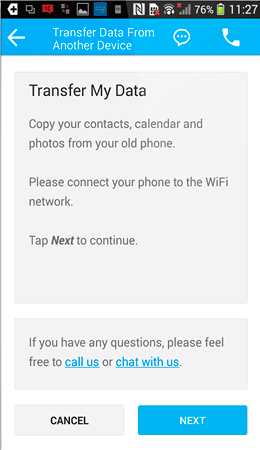 76% 11:27
Transfer Data From
Another Device
Transfer My Data
Copy your contacts, calendar and
photos from your old phone.
Please connect your phone to the WiFi
network.
Tap Next to continue.
If you have any questions, please feel
free to call us or chat with us.
CANCEL NEXT